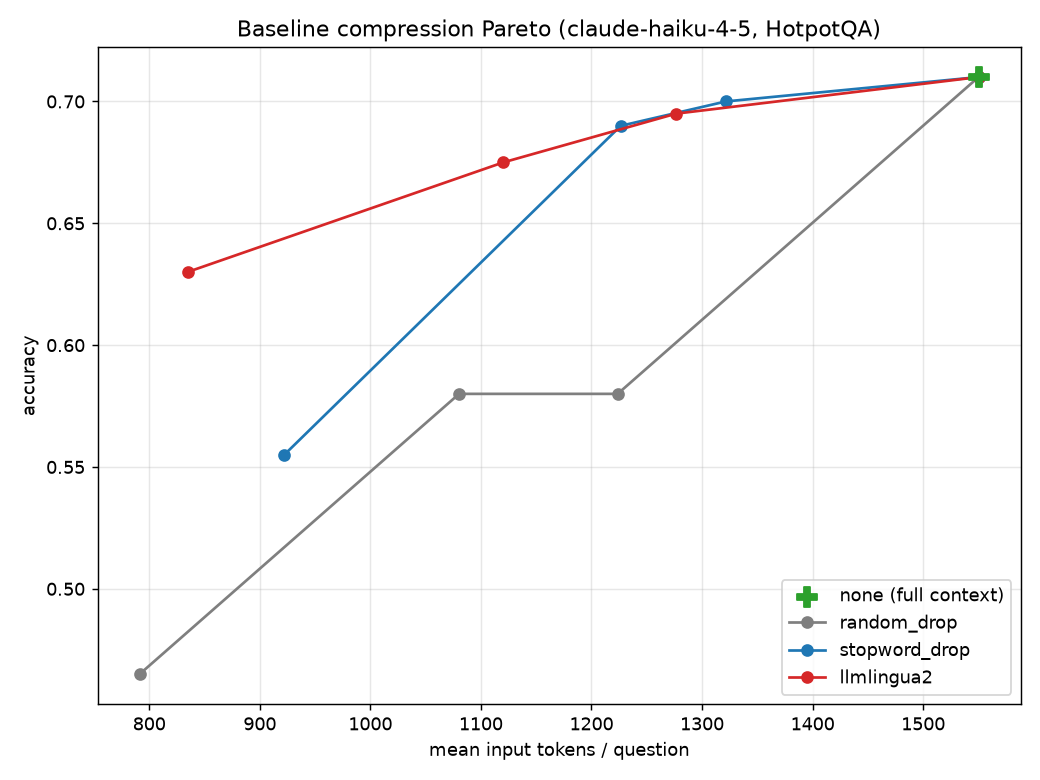 Baseline compression Pareto (claude-haiku-4-5, HotpotQA)
0.70
0.65
0.60
0.55
0.50
accuracy
none (full context)
random_drop
stopword_drop
llmlingua2
800 900 1000 1100 1200 1300 1400 1500
mean input tokens / question